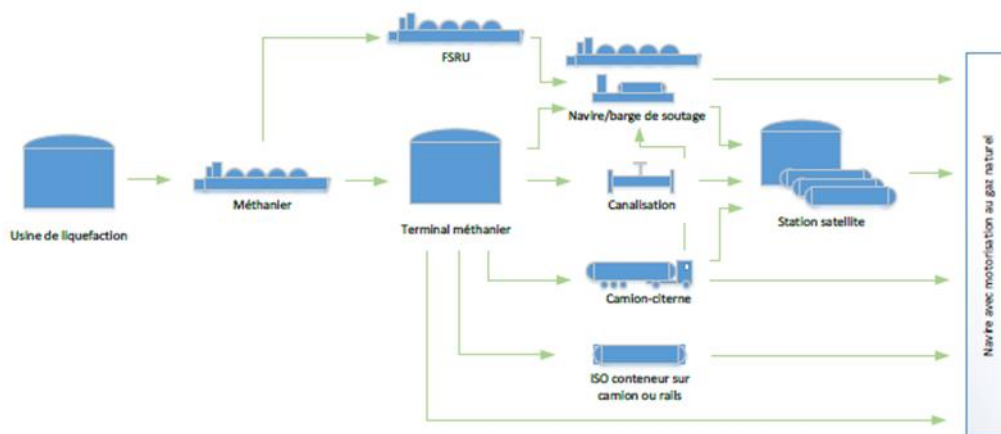 FSRU
Navire/barge de soutage
Usine de liquefaction
Méthanier
Terminal méthanier
Canalisation
Station satellite
Camion-citerne
ISO conteneur sur
camion ou rails
Navire avec motorisation au gaz naturel